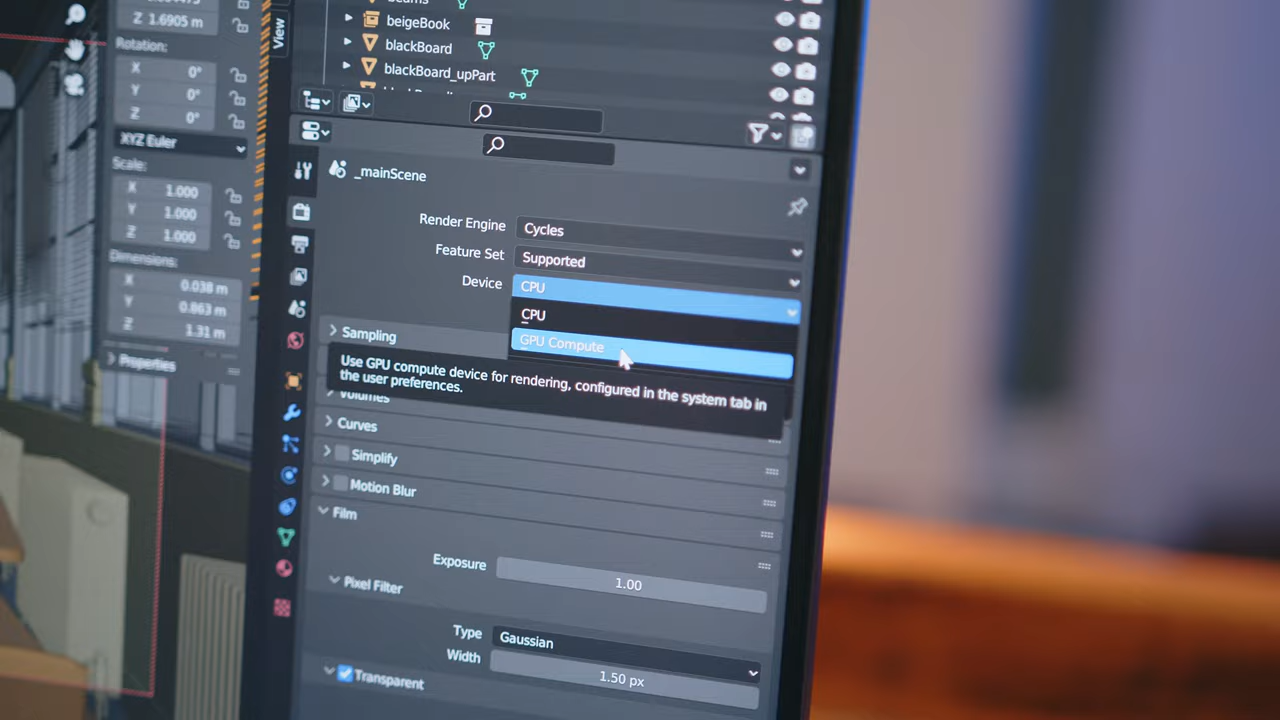 Z 1.6905 m
View
Rotation:
X 0°
Y 0°
Z 0°
XYZ Euler
Scale:
X 1.000
Y 1.000
Z 1.000
Dimensions:
X 0.038 m
Y 0.863 m
Z 1.31 m
Properties
beigeBook
blackBoard
blackBoard_upPart
_mainScene
Render Engine Cycles
Feature Set Supported
Device CPU
CPU
GPU Compute
Sampling
Use GPU compute device for rendering, configured in the system tab in
the user preferences.
Volumes
Curves
Simplify
Motion Blur
Film
Exposure 1.00
Pixel Filter
Type Gaussian
Width 1.50 px
Transparent